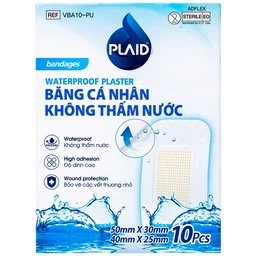 REF VBA10-PU
PLAID
ADFLEX
STERILE EO
bandages
WATERPROOF PLASTER
BĂNG CÁ NHÂN
KHÔNG THẤM NƯỚC
Waterproof
Không thấm nước
High adhesion
Độ dính cao
Wound protection
Bảo vệ các vết thương nhỏ
50mm X 30mm
40mm X 25mm
10Pcs